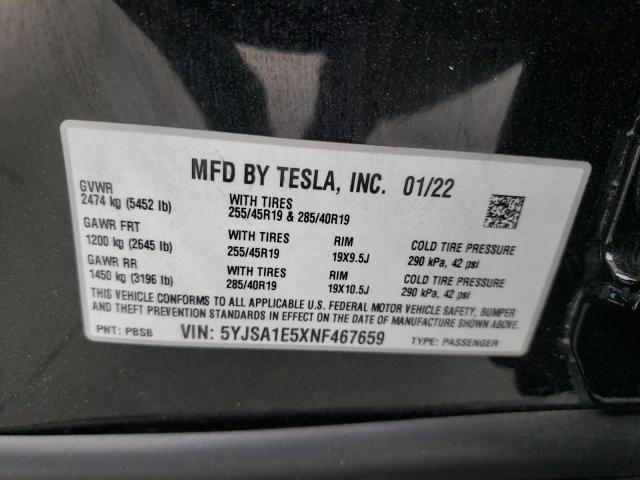 MFD BY TESLA, INC. 01/22
GVWR
2474 kg (5452 lb)
WITH TIRES
255/45R19 & 285/40R19
GAWR FRT
1200 kg (2645 lb)
WITH TIRES
255/45R19
RIM
19X9.5J
COLD TIRE PRESSURE
290 kPa, 42 psi
GAWR RR
1450 kg (3196 lb)
WITH TIRES
285/40R19
RIM
19X10.5J
COLD TIRE PRESSURE
290 kPa, 42 psi
THIS VEHICLE CONFORMS TO ALL APPLICABLE U.S. FEDERAL MOTOR VEHICLE SAFETY, BUMPER
AND THEFT PREVENTION STANDARDS IN EFFECT ON THE DATE OF MANUFACTURE SHOWN ABOVE.
PNT: PBSB VIN: 5YJSA1E5XNF467659 TYPE: PASSENGER